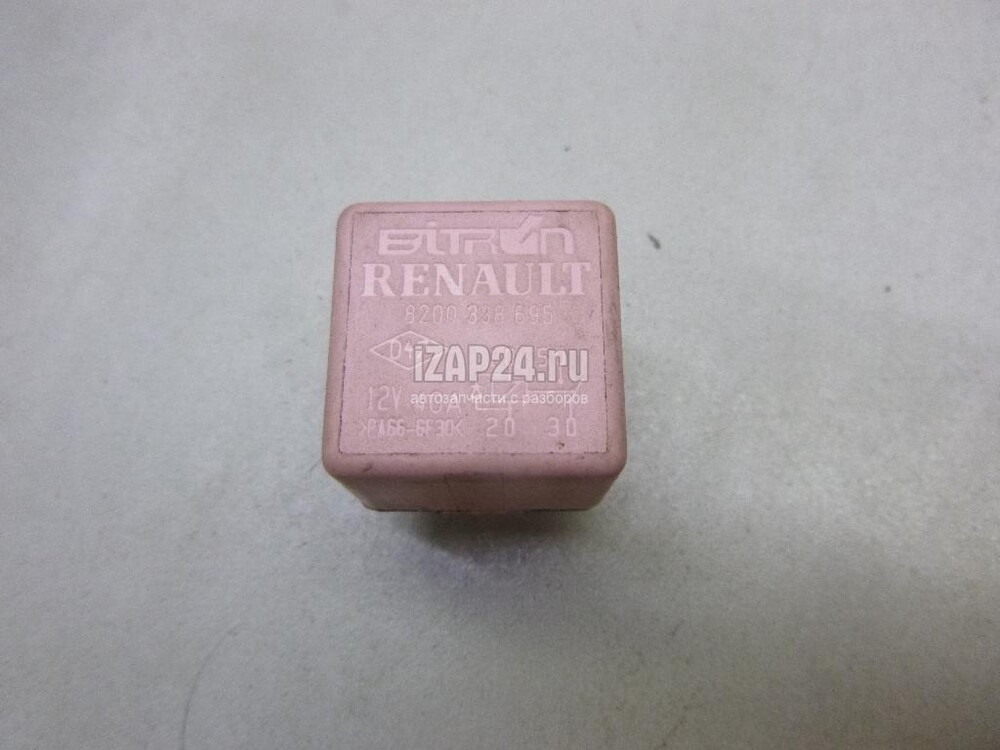 BiTRON
RENAULT
8200 338 695
iZAP24.ru
автозапчасти с разборов
12V 40A
>PA66-GF30< 20 30